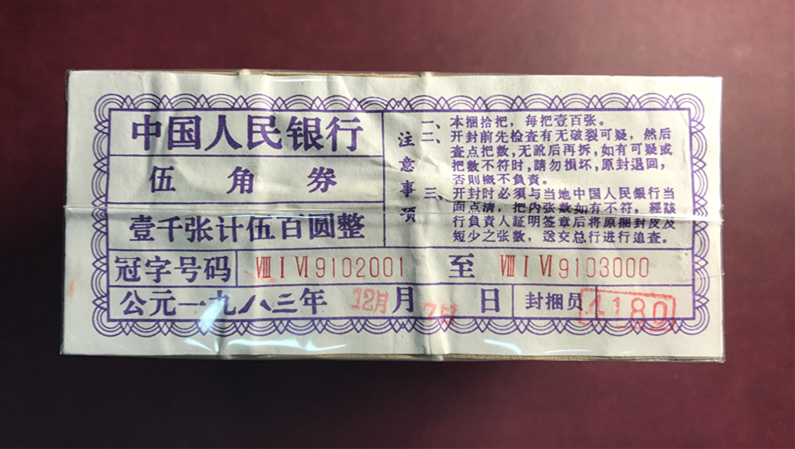 中国人民银行
伍角券
壹千张计伍百圆整
注意事项
一、本捆拾把，每把壹百张。
二、开封前先检查有无破裂可疑，然后
查点把数，无讹后再拆，如有可疑或
把数不符时，请勿损坏，原封退回，
否则概不负责。
三、开封时必须与当地中国人民银行当
面点清，把内张数如有不符，经该
行负责人证明签章后将原捆封皮及
短少之张数，送交总行进行追查。
冠字号码 Ⅷ Ⅰ Ⅵ 9102001 至 Ⅷ Ⅰ Ⅵ 9103000
公元一九八三年 12月 月 日 封捆员 4180